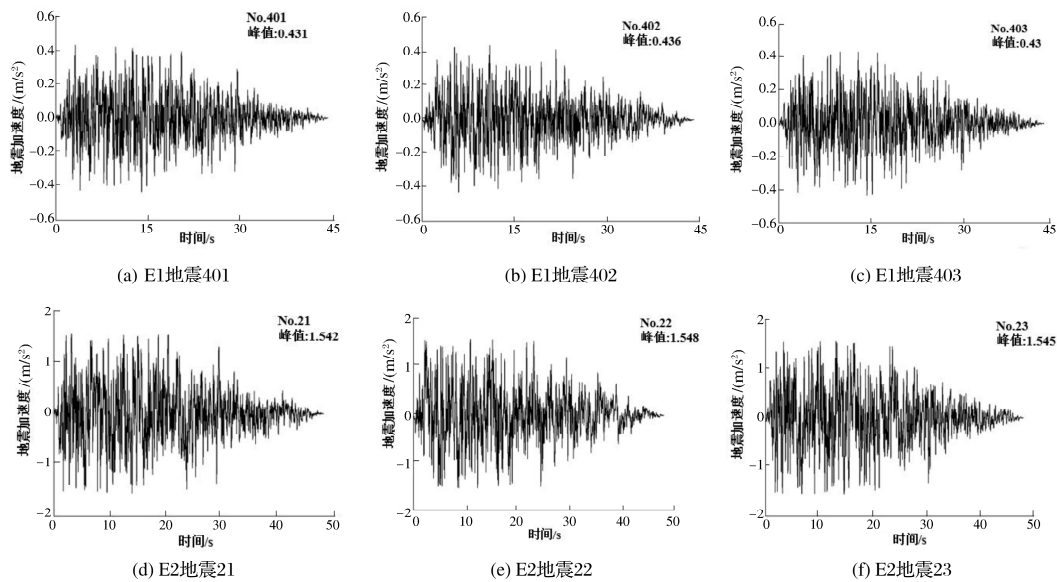 No.401
峰值:0.431
0.6
0.4
0.2
0.0
−0.2
−0.4
−0.6
地震加速度/(m/s²)
0
15
30
45
时间/s
(a) E1地震401
No.402
峰值:0.436
0.6
0.4
0.2
0.0
−0.2
−0.4
−0.6
地震加速度/(m/s²)
0
15
30
45
时间/s
(b) E1地震402
No.403
峰值:0.43
0.6
0.4
0.2
0.0
−0.2
−0.4
−0.6
地震加速度/(m/s²)
0
15
30
45
时间/s
(c) E1地震403
No.21
峰值:1.542
2
1
0
−1
−2
地震加速度/(m/s²)
0
10
20
30
40
50
时间/s
(d) E2地震21
No.22
峰值:1.548
2
1
0
−1
−2
地震加速度/(m/s²)
0
10
20
30
40
50
时间/s
(e) E2地震22
No.23
峰值:1.545
2
1
0
−1
−2
地震加速度/(m/s²)
0
10
20
30
40
50
时间/s
(f) E2地震23